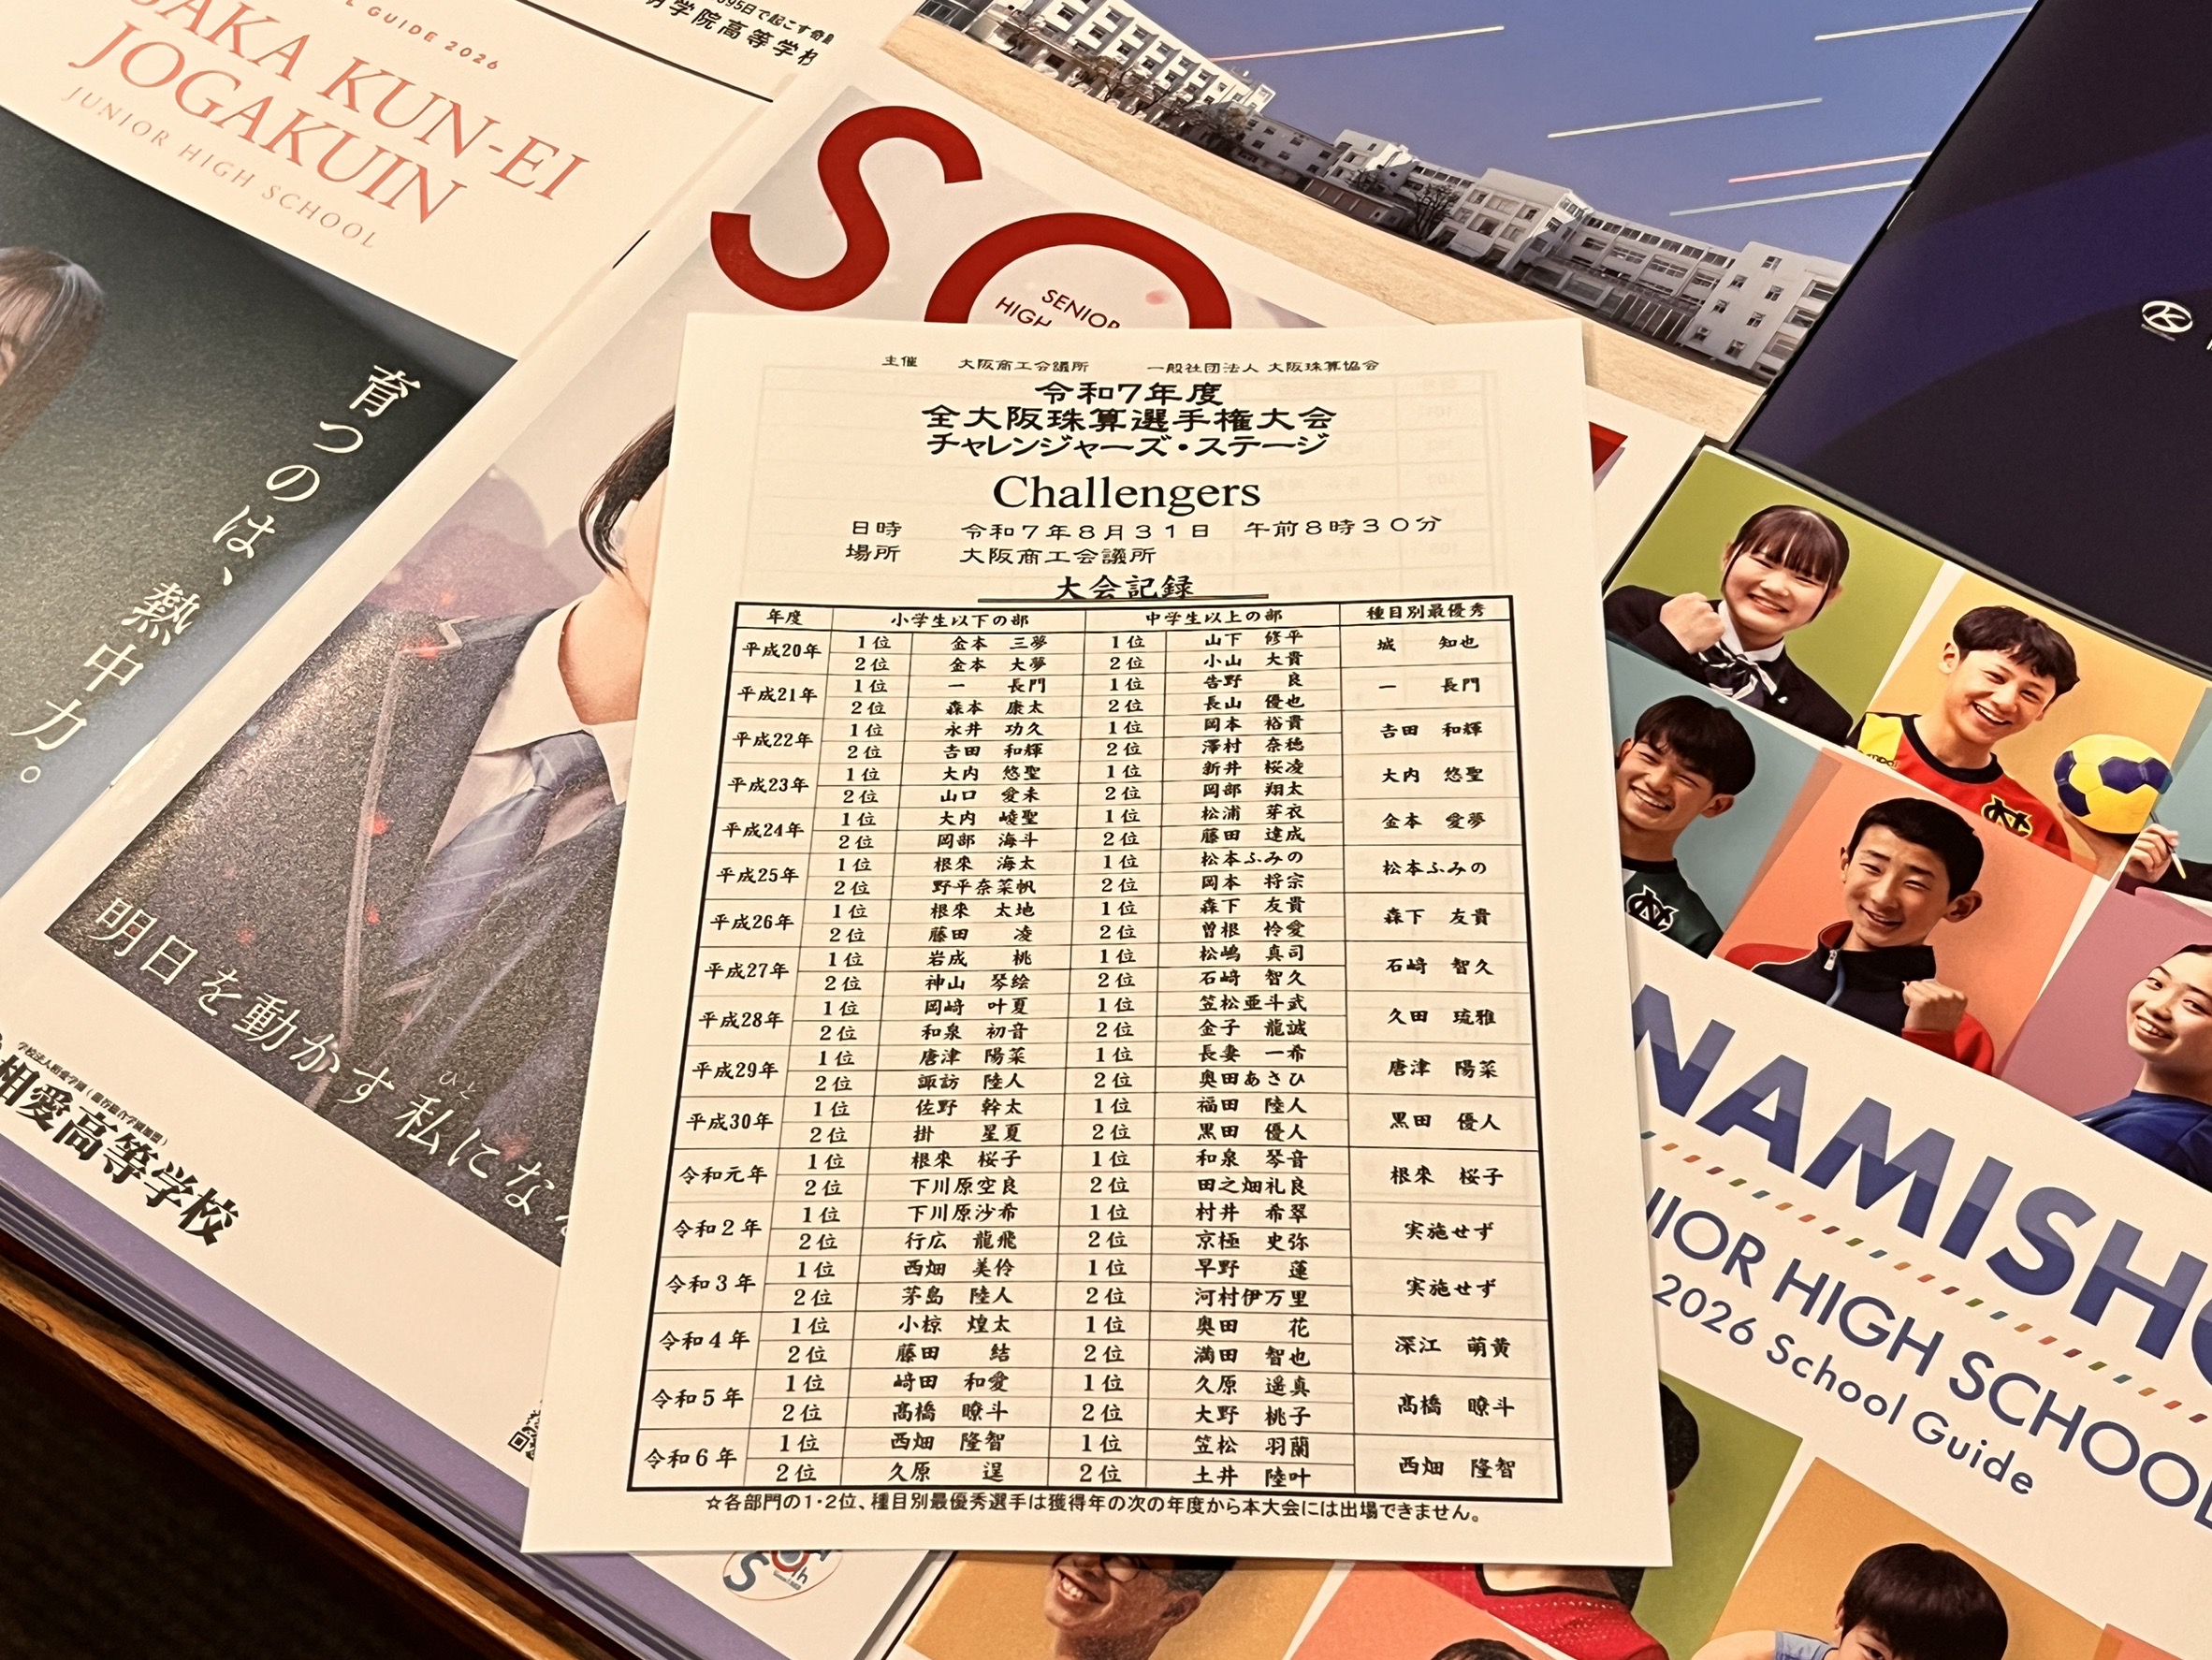 L GUIDE 2026
SAKA KUN-EI
JOGAKUIN
JUNIOR HIGH SCHOOL
095日で起こす奇
明学院高等学校
育つのは、熱中力。
SO
SENIOR
HIGH
明日を動かす私にな
ひと
相愛高等学校
主催 大阪商工会議所 一般社団法人 大阪珠算協会
令和7年度
全大阪珠算選手権大会
チャレンジャーズ・ステージ
Challengers
日時 令和7年8月31日 午前8時30分
場所 大阪商工会議所
大会記録
年度 小学生以下の部 中学生以上の部 種目別最優秀
平成20年 1位 金本 三夢 1位 山下 修平 城 知也
2位 金本 大夢 2位 小山 大貴
平成21年 1位 一 長門 1位 吿野 良 一 長門
2位 森本 康太 2位 長山 優也
平成22年 1位 永井 功久 1位 岡本 裕貴 吉田 和輝
2位 吉田 和輝 2位 澤村 奈穂
平成23年 1位 大内 悠聖 1位 新井 桜凌 大内 悠聖
2位 山口 愛未 2位 岡部 翔太
平成24年 1位 大内 崚聖 1位 松浦 芽衣 金本 愛夢
2位 岡部 海斗 2位 藤田 達成
平成25年 1位 根來 海太 1位 松本ふみの 松本ふみの
2位 野平奈菜帆 2位 岡本 将宗
平成26年 1位 根來 太地 1位 森下 友貴 森下 友貴
2位 藤田 凌 2位 曽根 怜愛
平成27年 1位 岩成 桃 1位 松嶋 真司 石﨑 智久
2位 神山 琴絵 2位 石﨑 智久
平成28年 1位 岡﨑 叶夏 1位 笠松亜斗武 久田 琉雅
2位 和泉 初音 2位 金子 龍誠
平成29年 1位 唐津 陽菜 1位 長妻 一希 唐津 陽菜
2位 諏訪 陸人 2位 奥田あさひ
平成30年 1位 佐野 幹太 1位 福田 陸人 黒田 優人
2位 掛 星夏 2位 黒田 優人
令和元年 1位 根來 桜子 1位 和泉 琴音 根來 桜子
2位 下川原空良 2位 田之畑礼良
令和2年 1位 下川原沙希 1位 村井 希翠 実施せず
2位 行広 龍飛 2位 京極 史弥
令和3年 1位 西畑 美伶 1位 早野 蓮 実施せず
2位 茅島 陸人 2位 河村伊万里
令和4年 1位 小椋 煌太 1位 奥田 花 深江 萌黄
2位 藤田 結 2位 満田 智也
令和5年 1位 﨑田 和愛 1位 久原 遥真 髙橋 瞭斗
2位 髙橋 瞭斗 2位 大野 桃子
令和6年 1位 西畑 隆智 1位 笠松 羽蘭 西畑 隆智
2位 久原 逞 2位 土井 陸叶
☆各部門の1・2位、種目別最優秀選手は獲得年の次の年度から本大会には出場できません。
NAMISHO
NIOR HIGH SCHOOL
2026 School Guide